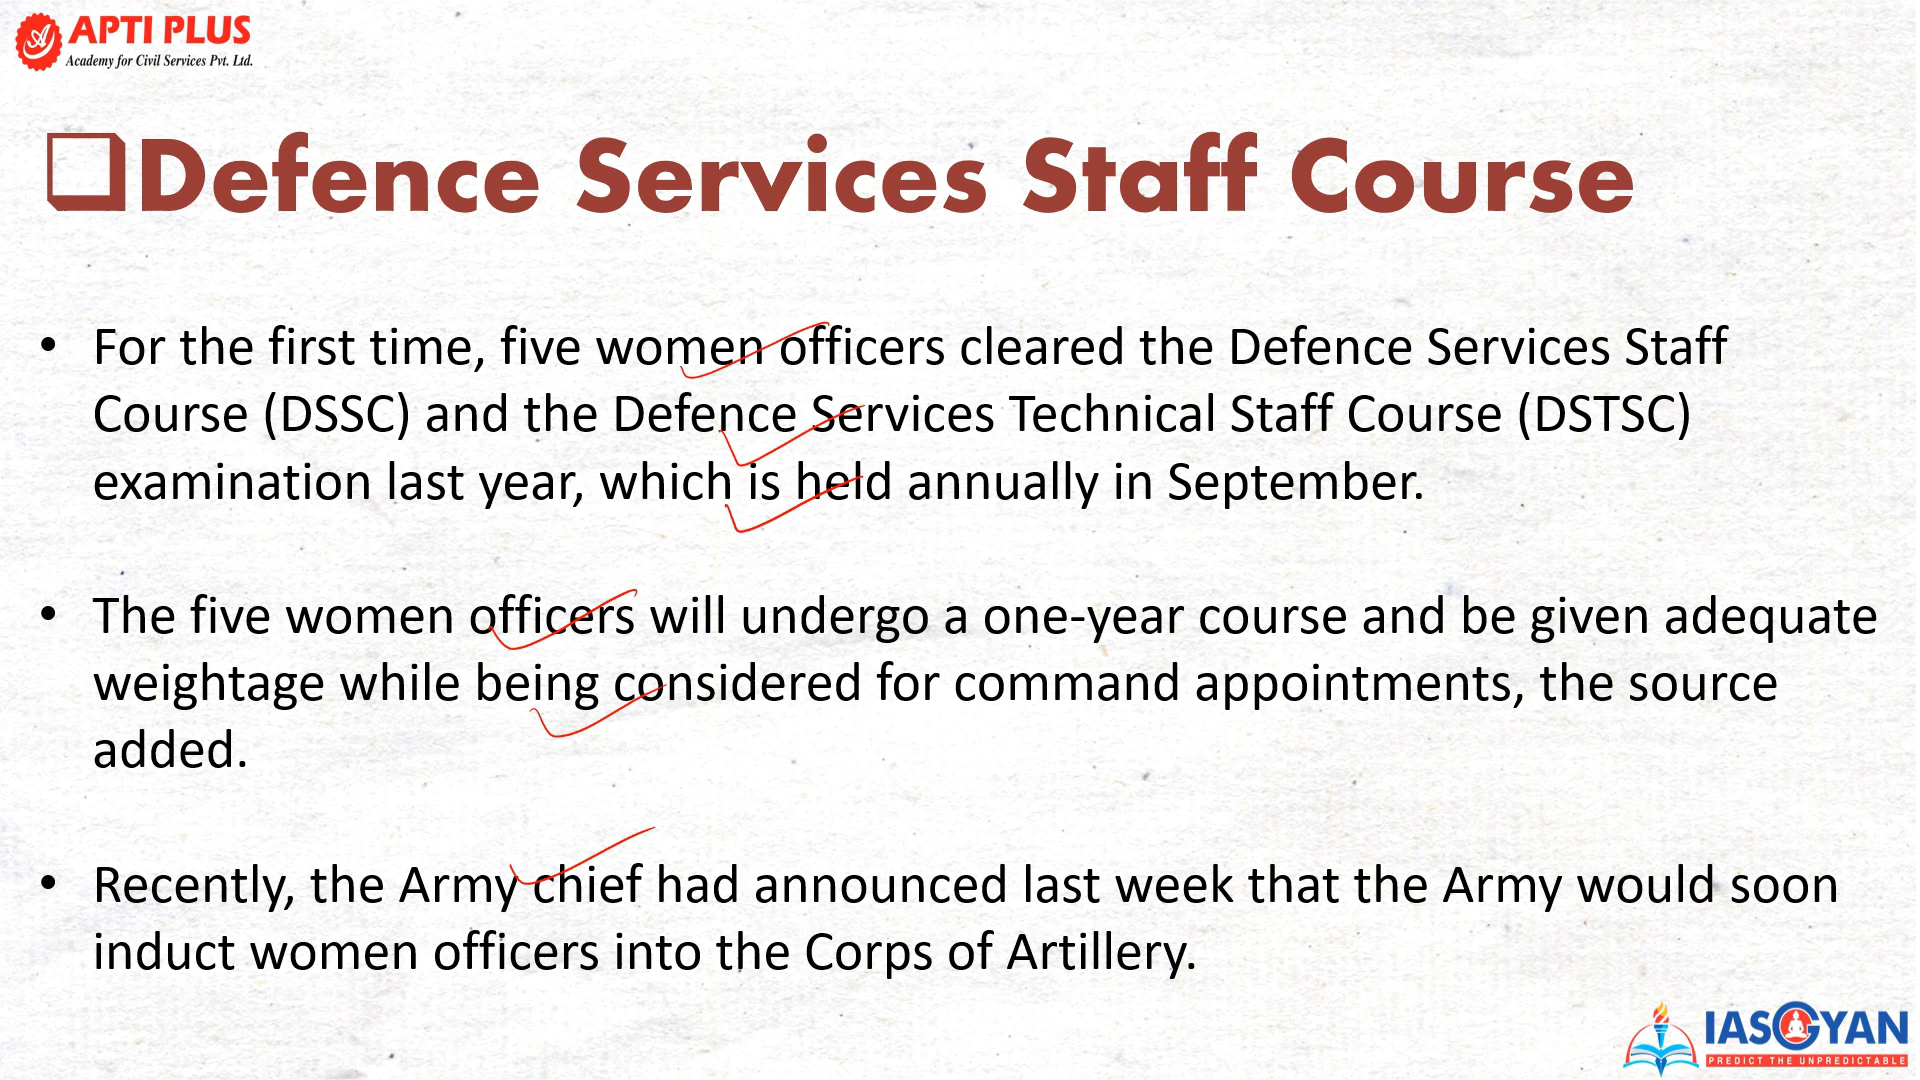 APTI PLUS
Academy for Civil Services Pvt. Ltd.
Defence Services Staff Course
• For the first time, five women officers cleared the Defence Services Staff
Course (DSSC) and the Defence Services Technical Staff Course (DSTSC)
examination last year, which is held annually in September.
• The five women officers will undergo a one-year course and be given adequate
weightage while being considered for command appointments, the source
added.
• Recently, the Army chief had announced last week that the Army would soon
induct women officers into the Corps of Artillery.
IASGYAN
PREDICT THE UNPREDICTABLE